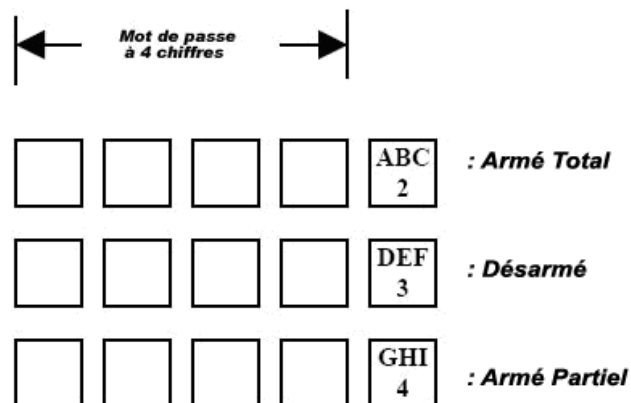 Mot de passe
à 4 chiffres
ABC
2
: Armé Total
DEF
3
: Désarmé
GHI
4
: Armé Partiel